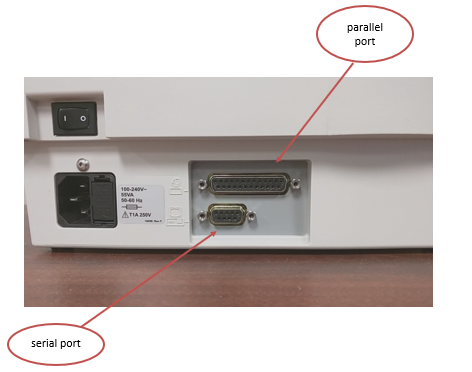 parallel
port
I O
100-240V~
55VA
50-60 Hz
T1A 250V
serial port